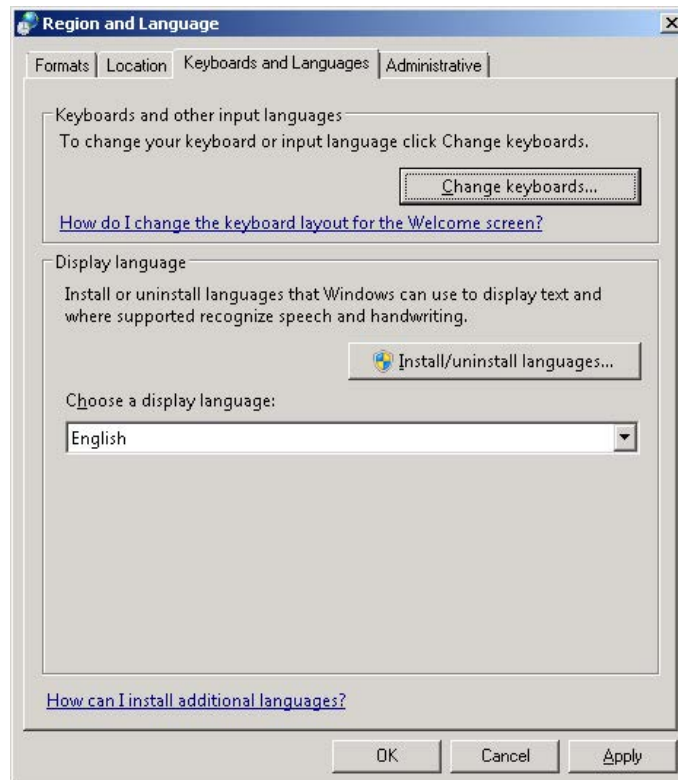 Region and Language
Formats
Location
Keyboards and Languages
Administrative
Keyboards and other input languages
To change your keyboard or input language click Change keyboards.
Change keyboards...
How do I change the keyboard layout for the Welcome screen?
Display language
Install or uninstall languages that Windows can use to display text and
where supported recognize speech and handwriting.
Install/uninstall languages...
Choose a display language:
English
How can I install additional languages?
OK
Cancel
Apply